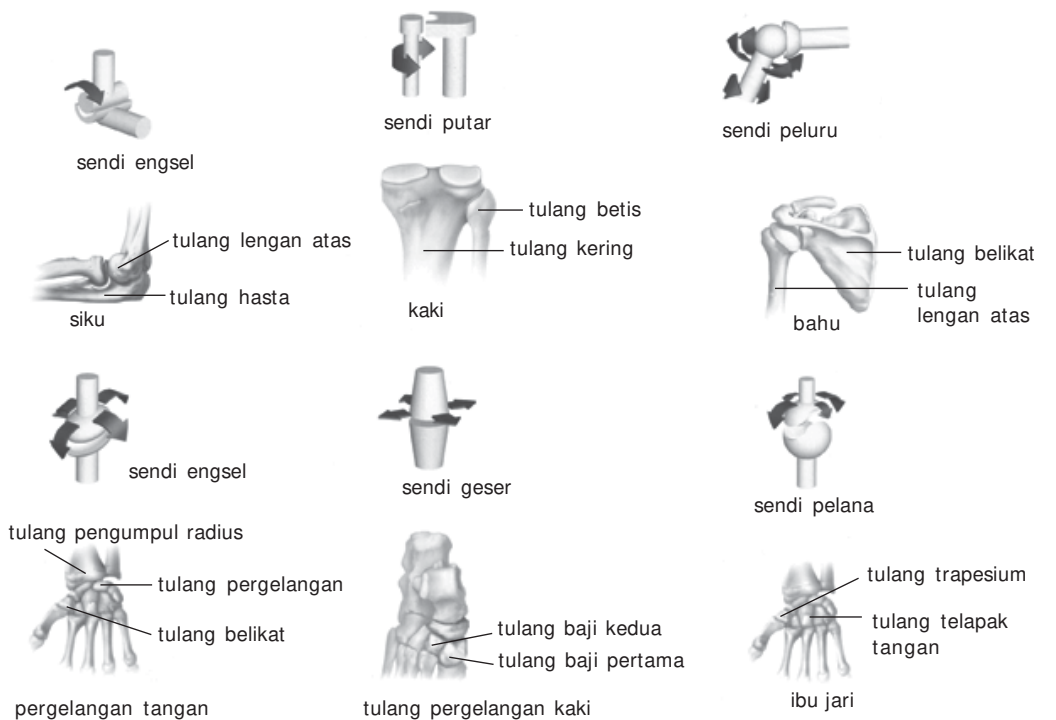 sendi engsel
sendi putar
sendi peluru
tulang lengan atas
tulang hasta
siku
tulang betis
tulang kering
kaki
tulang belikat
tulang
lengan atas
bahu
sendi engsel
sendi geser
sendi pelana
tulang pengumpul radius
tulang pergelangan
tulang belikat
pergelangan tangan
tulang baji kedua
tulang baji pertama
tulang pergelangan kaki
tulang trapesium
tulang telapak
tangan
ibu jari